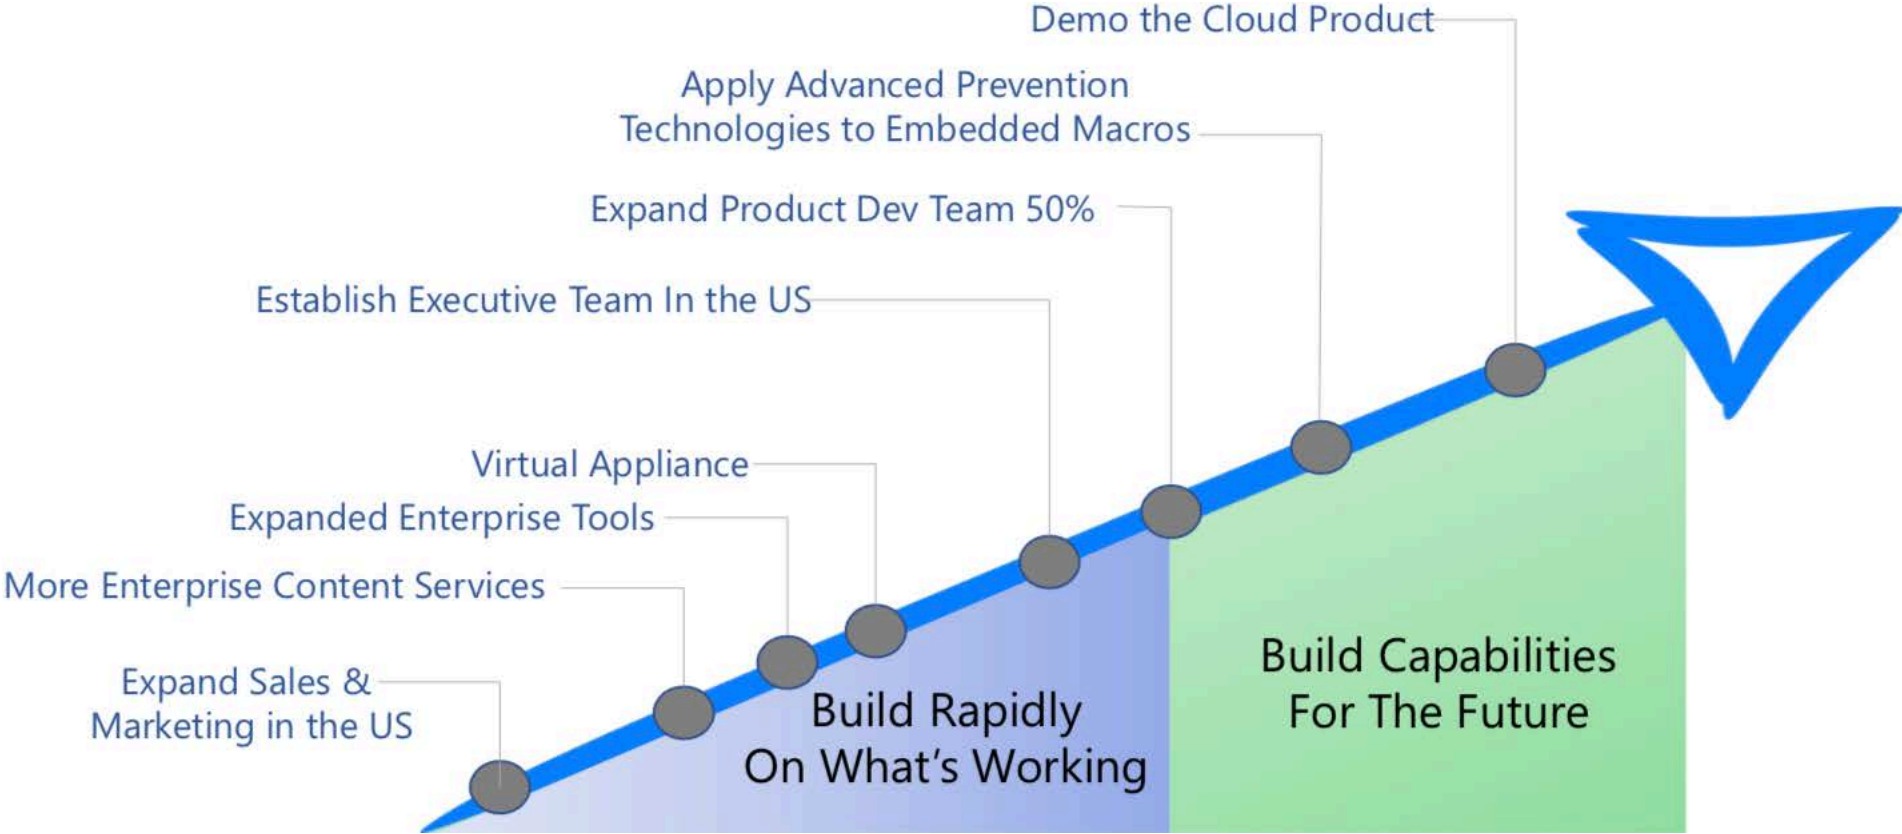 Demo the Cloud Product
Apply Advanced Prevention
Technologies to Embedded Macros
Expand Product Dev Team 50%
Establish Executive Team In the US
Virtual Appliance
Expanded Enterprise Tools
More Enterprise Content Services
Expand Sales &
Marketing in the US
Build Rapidly
On What's Working
Build Capabilities
For The Future